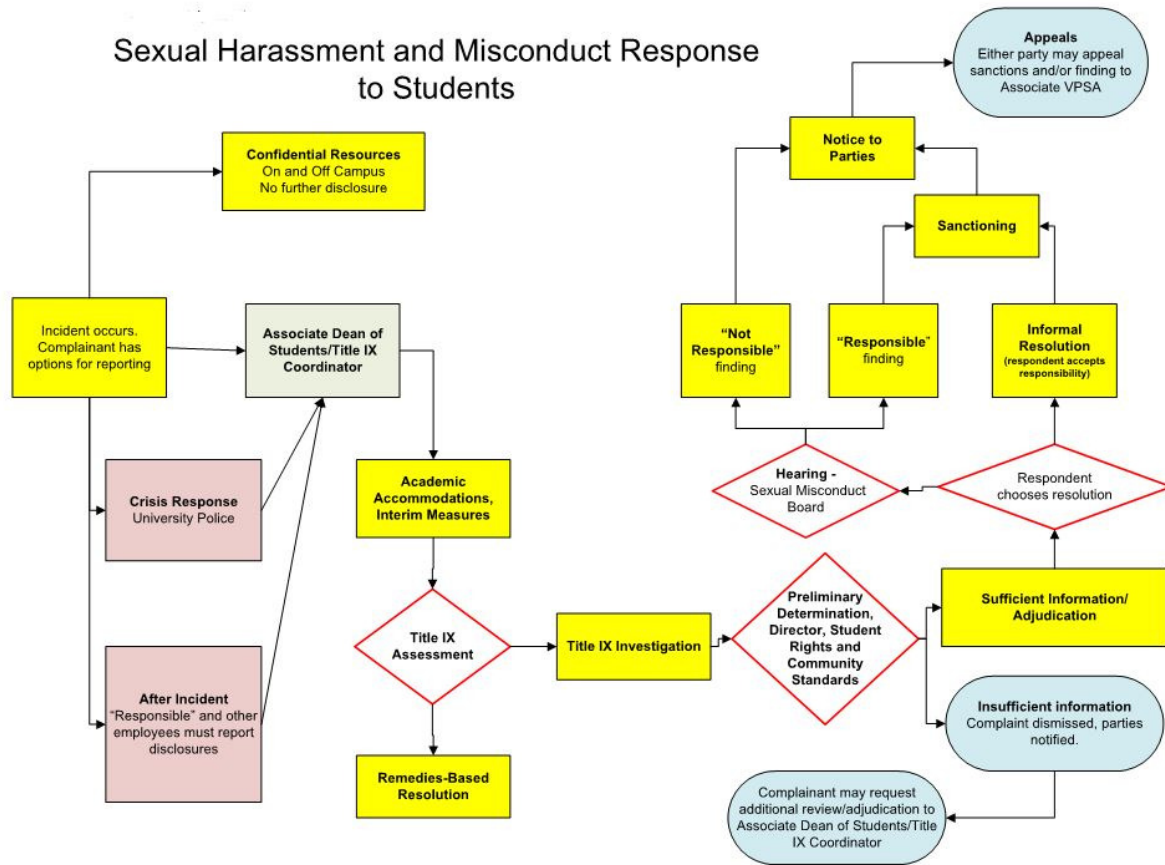 Sexual Harassment and Misconduct Response
to Students
Appeals
Either party may appeal
sanctions and/or finding to
Associate VPSA
Notice to
Parties
Confidential Resources
On and Off Campus
No further disclosure
Sanctioning
Incident occurs.
Complainant has
options for reporting
Associate Dean of
Students/Title IX
Coordinator
“Not
Responsible”
finding
“Responsible”
finding
Informal
Resolution
(respondent accepts
responsibility)
Crisis Response
University Police
Academic
Accommodations,
Interim Measures
Hearing -
Sexual Misconduct
Board
Respondent
chooses resolution
Title IX
Assessment
Title IX Investigation
Preliminary
Determination,
Director, Student
Rights and
Community
Standards
Sufficient Information/
Adjudication
After Incident
“Responsible” and other
employees must report
disclosures
Insufficient information
Complaint dismissed, parties
notified.
Remedies-Based
Resolution
Complainant may request
additional review/adjudication to
Associate Dean of Students/Title
IX Coordinator